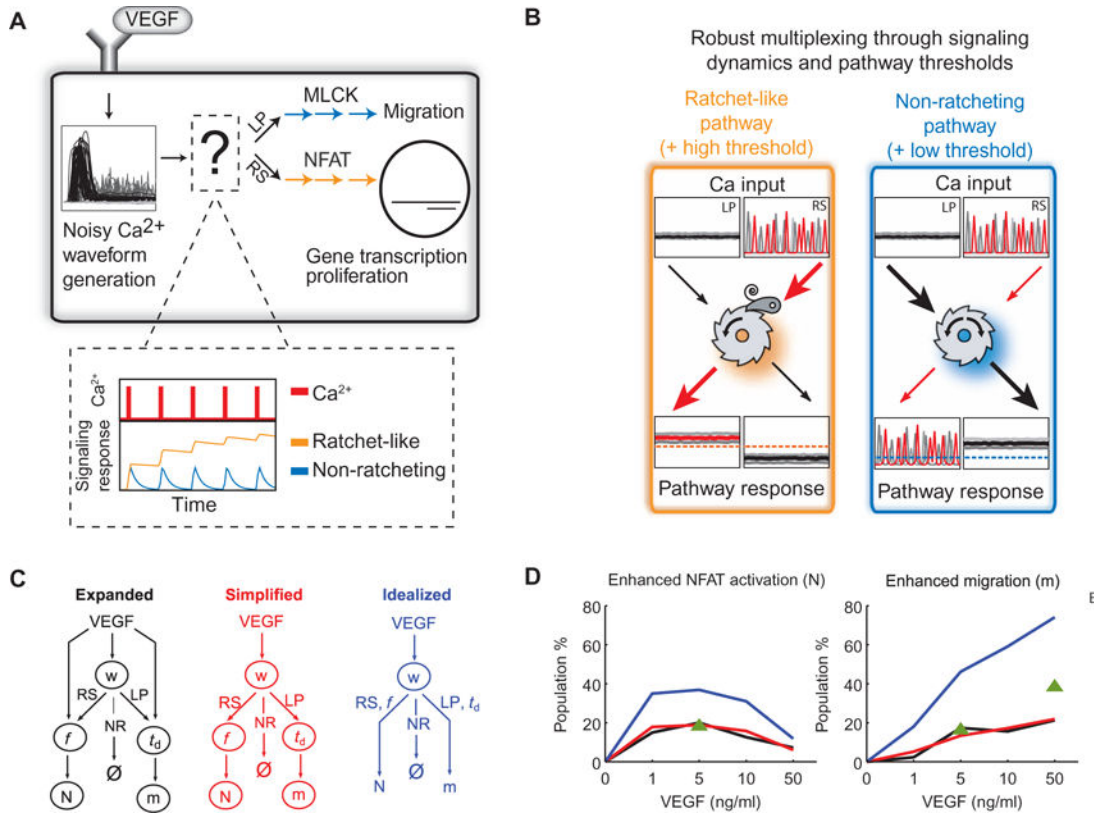 A
VEGF
MLCK
LP
Migration
?
RS
NFAT
Noisy Ca2+
waveform
generation
Gene transcription
proliferation
Ca2+
Signaling
response
Time
Ca2+
Ratchet-like
Non-ratcheting
B
Robust multiplexing through signaling
dynamics and pathway thresholds
Ratchet-like
pathway
(+ high threshold)
Ca input
LP
RS
Pathway response
Non-ratcheting
pathway
(+ low threshold)
Ca input
LP
RS
Pathway response
C
Expanded
VEGF
w
RS
LP
NR
f
td
Ø
N
m
Simplified
VEGF
w
RS
LP
NR
f
td
Ø
N
m
Idealized
VEGF
w
RS, f
LP, td
NR
Ø
N
m
D
Enhanced NFAT activation (N)
Population %
80
60
40
20
0
0 1 5 10 50
VEGF (ng/ml)
Enhanced migration (m)
Population %
80
60
40
20
0
0 1 5 10 50
VEGF (ng/ml)
E